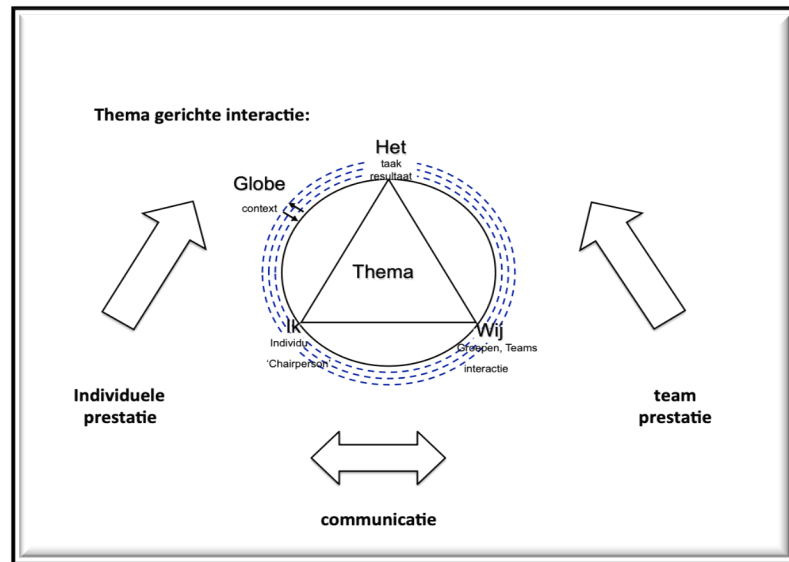 Thema gerichte interactie:
Het
taak
resultaat
Globe
context
Thema
Ik
Individu
'Chairperson'
Wij
Groepen, Teams
interactie
Individuele
prestatie
team
prestatie
communicatie